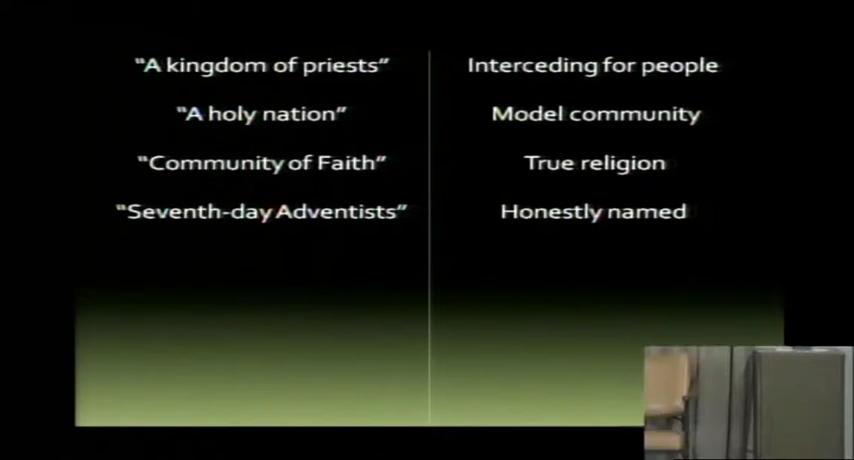 “A kingdom of priests”
Interceding for people
“A holy nation”
Model community
“Community of Faith”
True religion
“Seventh-day Adventists”
Honestly named